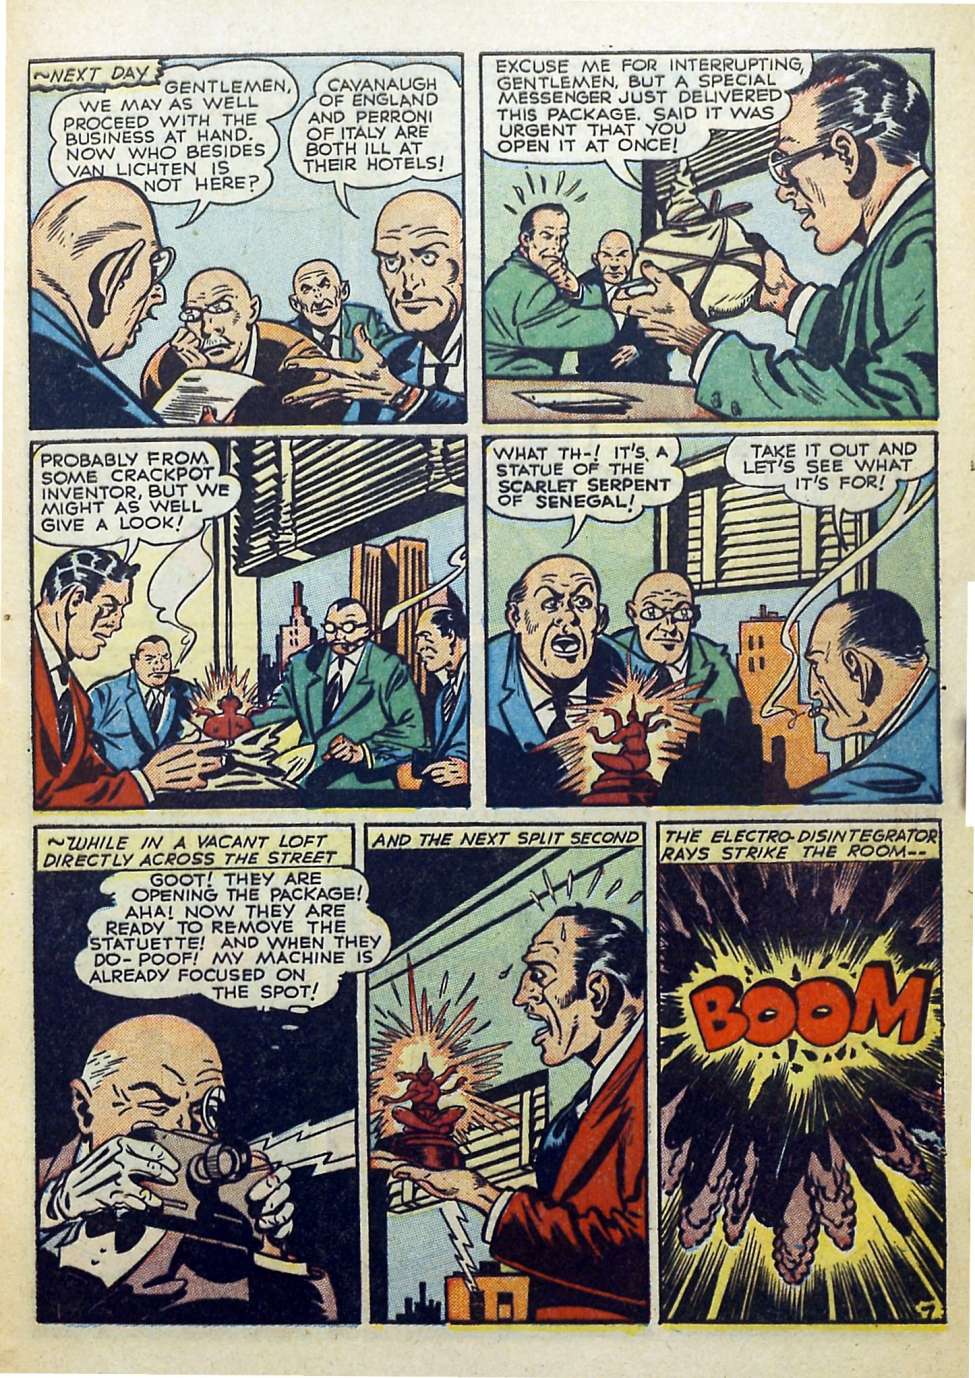 ~NEXT DAY
GENTLEMEN,
WE MAY AS WELL
PROCEED WITH THE
BUSINESS AT HAND.
NOW WHO BESIDES
VAN LICHTEN IS
NOT HERE?
CAVANAUGH
OF ENGLAND
AND PERRONI
OF ITALY ARE
BOTH ILL AT
THEIR HOTELS!
EXCUSE ME FOR INTERRUPTING,
GENTLEMEN, BUT A SPECIAL
MESSENGER JUST DELIVERED
THIS PACKAGE. SAID IT WAS
URGENT THAT YOU
OPEN IT AT ONCE!
PROBABLY FROM
SOME CRACKPOT
INVENTOR, BUT WE
MIGHT AS WELL
GIVE A LOOK!
WHAT TH-! IT'S, A
STATUE OF THE
SCARLET SERPENT
OF SENEGAL!
TAKE IT OUT AND
LET'S SEE WHAT
IT'S FOR!
~WHILE IN A VACANT LOFT
DIRECTLY ACROSS THE STREET
GOOT! THEY ARE
OPENING THE PACKAGE!
AHA! NOW THEY ARE
READY TO REMOVE THE
STATUETTE! AND WHEN THEY
DO-POOF! MY MACHINE IS
ALREADY FOCUSED ON
THE SPOT!
AND THE NEXT SPLIT SECOND
THE ELECTRO-DISINTEGRATOR
RAYS STRIKE THE ROOM--
BOOM
7